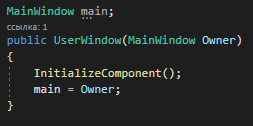 MainWindow main;
ссылка: 1
public UserWindow(MainWindow Owner)
{
InitializeComponent();
main = Owner;
}